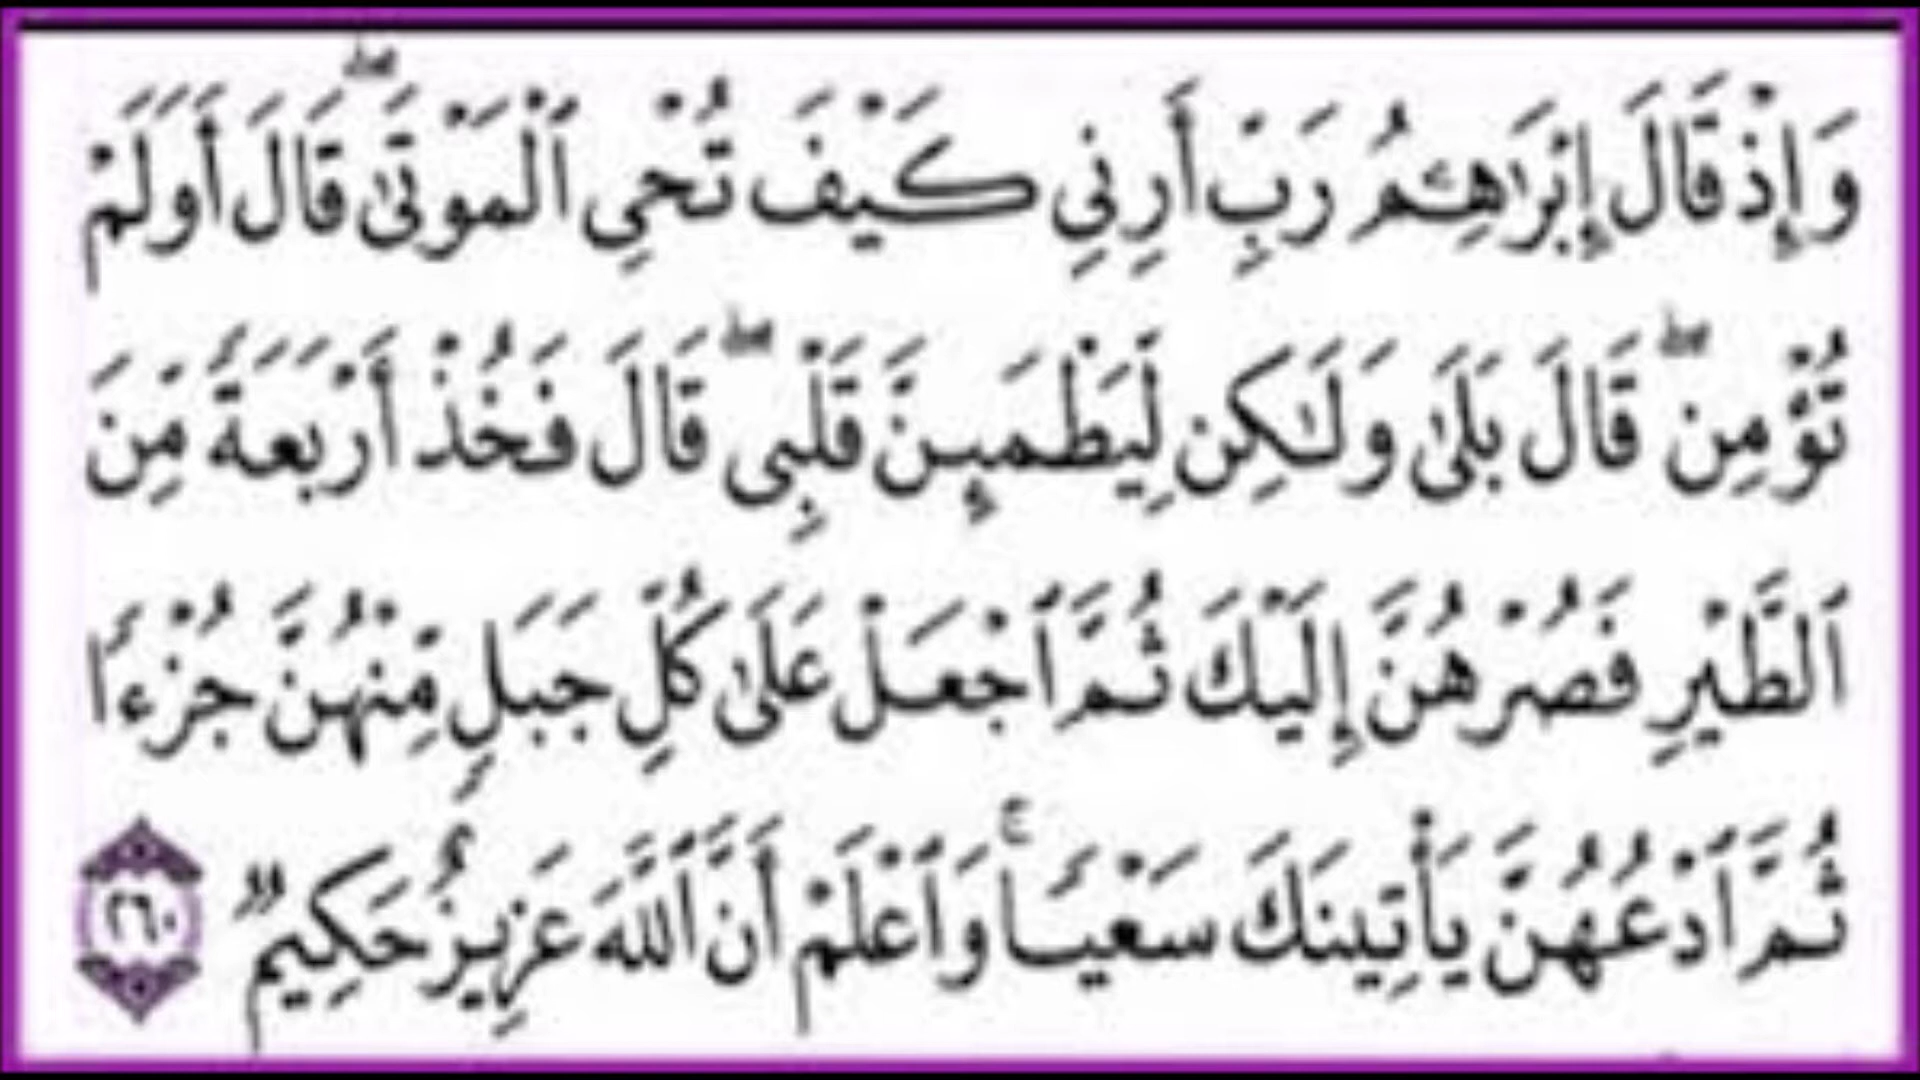 وَإِذْ قَالَ إِبْرَٰهِـۧمُ رَبِّ أَرِنِي كَيْفَ تُحْيِ ٱلْمَوْتَىٰ ۖ قَالَ أَوَلَمْ
تُؤْمِن ۖ قَالَ بَلَىٰ وَلَـٰكِن لِّيَطْمَئِنَّ قَلْبِي ۖ قَالَ فَخُذْ أَرْبَعَةً مِّنَ
ٱلطَّيْرِ فَصُرْهُنَّ إِلَيْكَ ثُمَّ ٱجْعَلْ عَلَىٰ كُلِّ جَبَلٍ مِّنْهُنَّ جُزْءًا
ثُمَّ ٱدْعُهُنَّ يَأْتِينَكَ سَعْيًا ۚ وَٱعْلَمْ أَنَّ ٱللَّهَ عَزِيزٌ حَكِيمٌ ٢٦٠